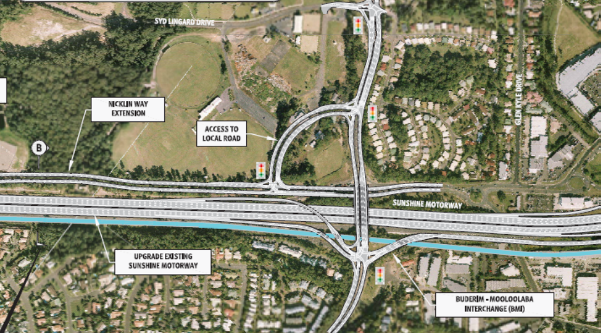 SYD LINGARD DRIVE
NICKLIN WAY
EXTENSION
ACCESS TO
LOCAL ROAD
B
SUNSHINE MOTORWAY
UPGRADE EXISTING
SUNSHINE MOTORWAY
BUDERIM - MOOLOOLABA
INTERCHANGE (BMI)